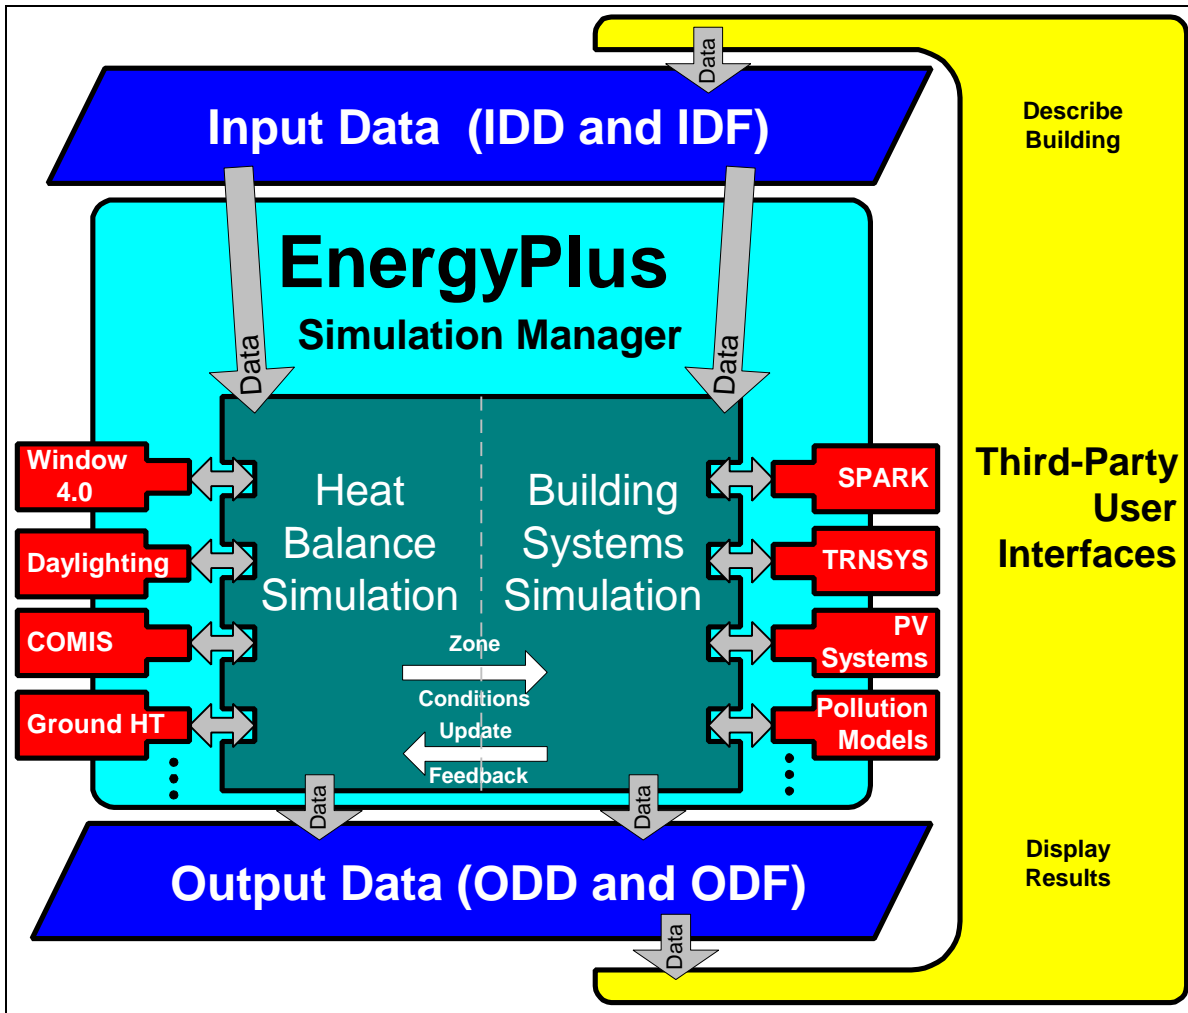 Data
Input Data  (IDD and IDF)
Describe
Building
EnergyPlus
Simulation Manager
Data
Data
Window
4.0
Daylighting
COMIS
Ground HT
Heat
Balance
Simulation
Building
Systems
Simulation
Zone
Conditions
Update
Feedback
SPARK
TRNSYS
PV
Systems
Pollution
Models
Third-Party
User
Interfaces
Data
Data
Output Data (ODD and ODF)
Display
Results
Data